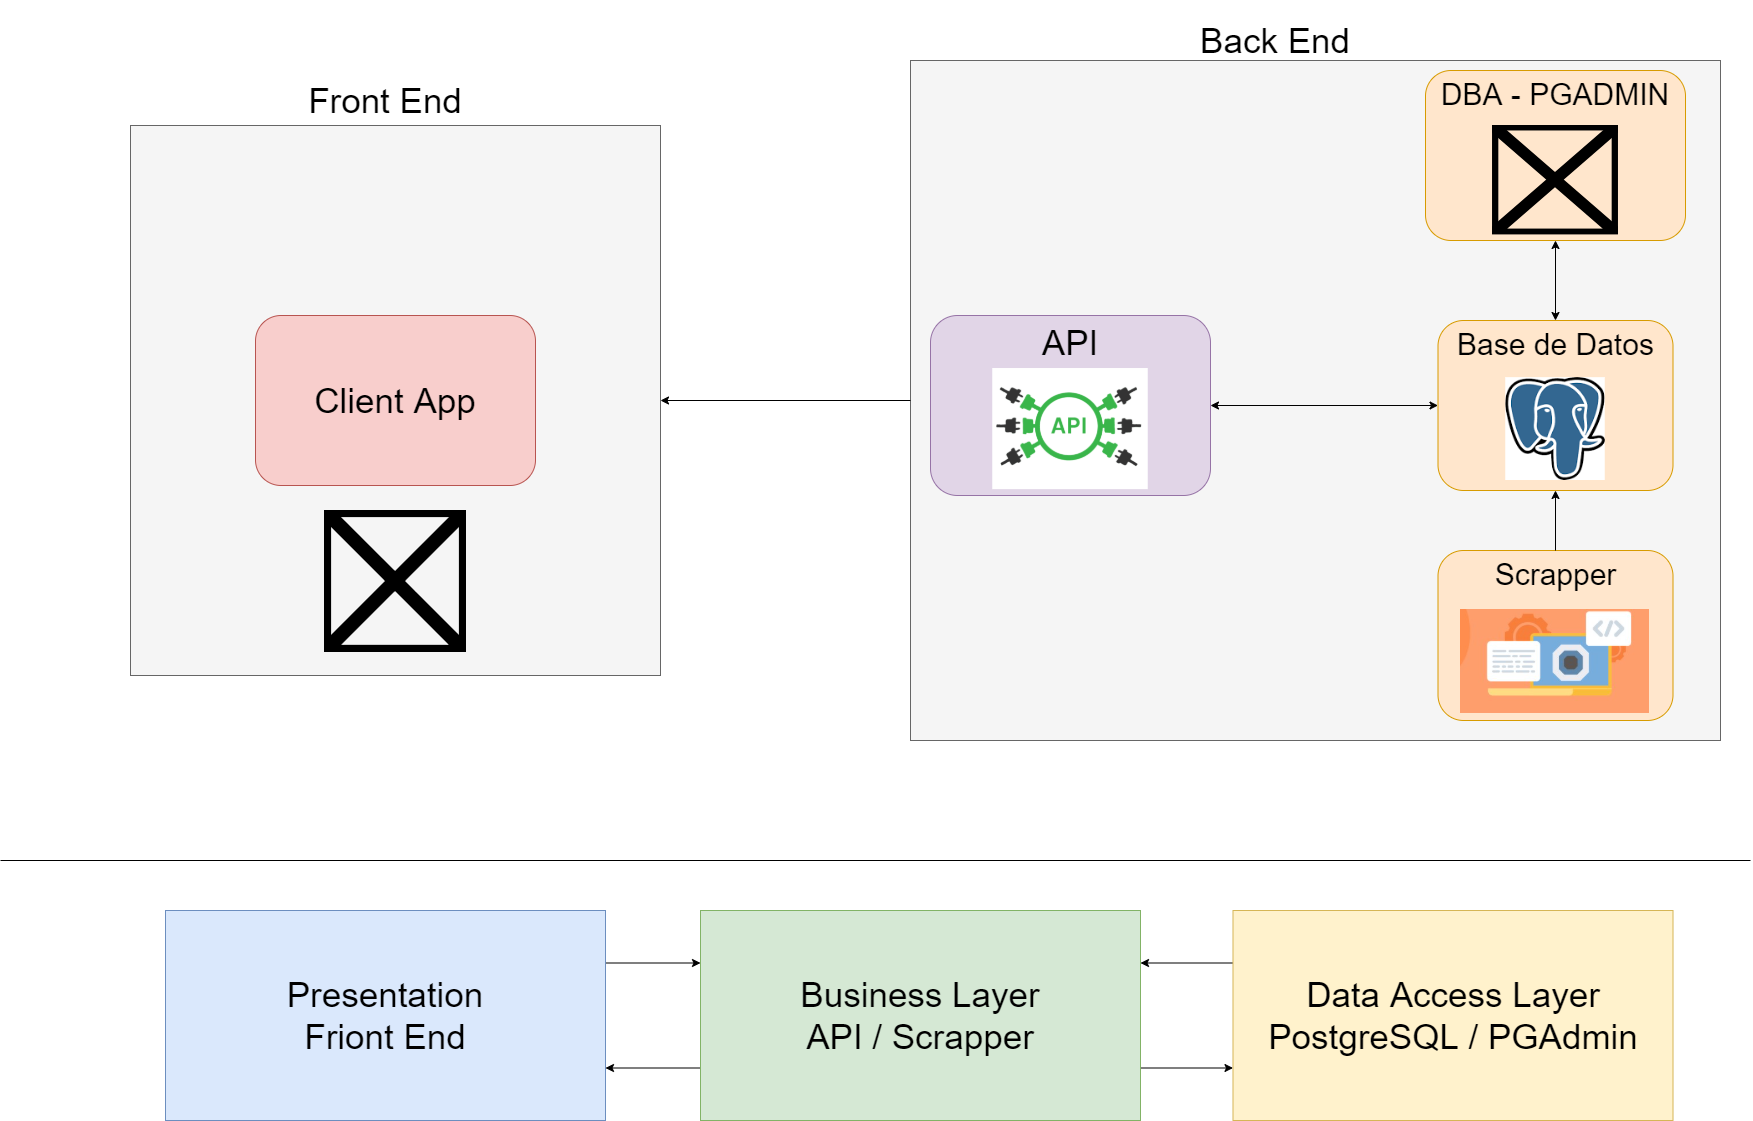 Back End
Front End
DBA - PGADMIN
API
API
Base de Datos
Client App
Scrapper
</>
Presentation
Friont End
Business Layer
API / Scrapper
Data Access Layer
PostgreSQL / PGAdmin